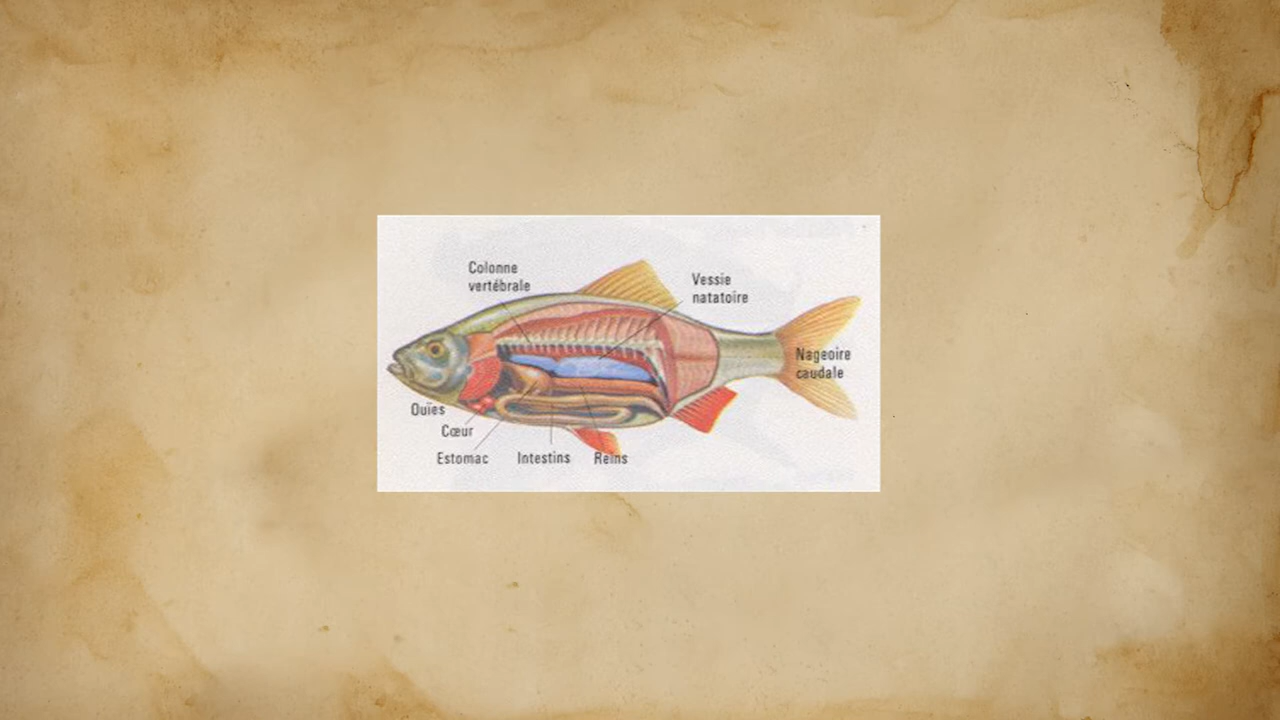 Colonne
vertébrale
Vessie
natatoire
Nageoire
caudale
Ouïes
Cœur
Estomac
Intestins
Reins